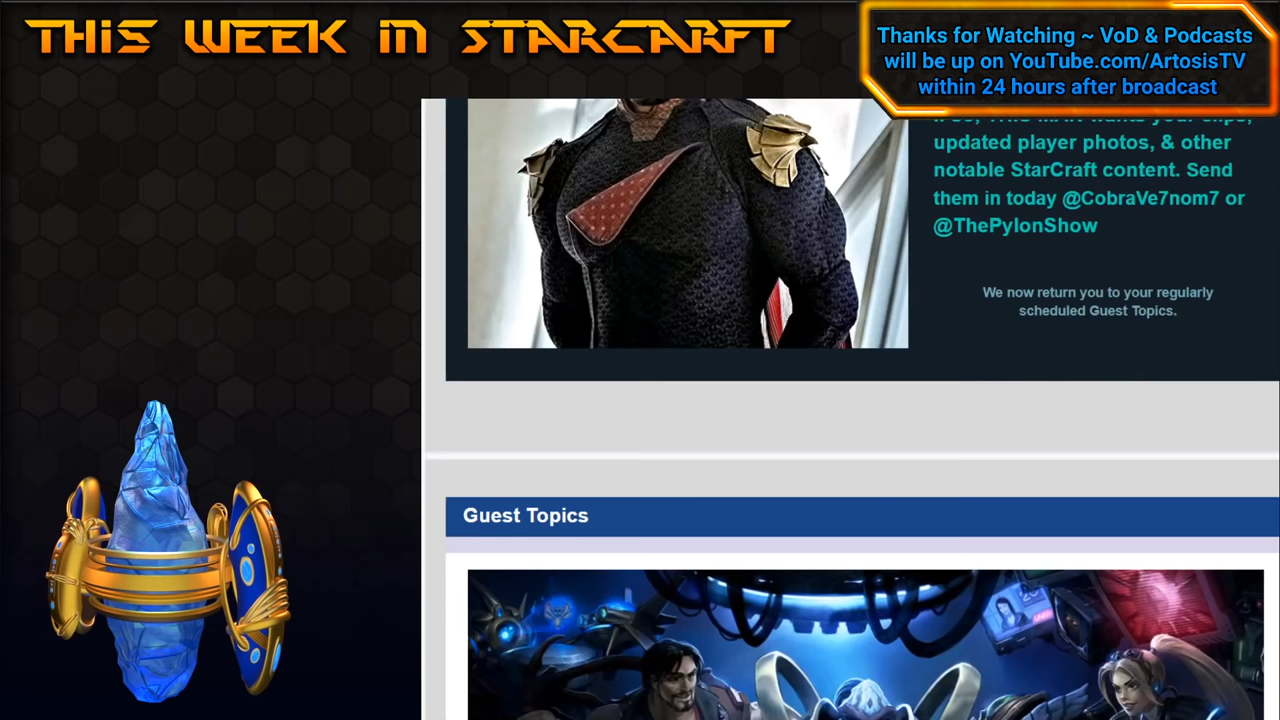 THIS WEEK IN STARCARFT
Thanks for Watching ~ VoD & Podcasts
will be up on YouTube.com/ArtosisTV
within 24 hours after broadcast
updated player photos, & other
notable StarCraft content. Send
them in today @CobraVe7nom7 or
@ThePylonShow
We now return you to your regularly
scheduled Guest Topics.
Guest Topics